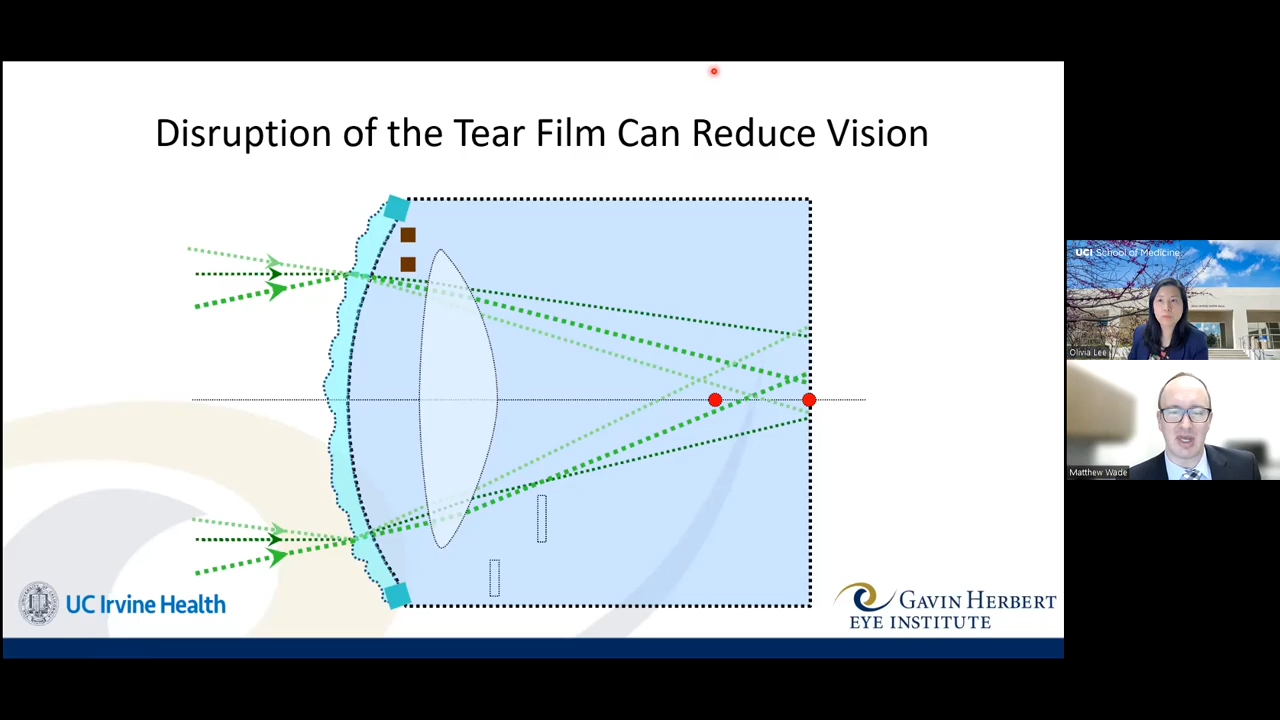 Disruption of the Tear Film Can Reduce Vision
UC Irvine Health
GAVIN HERBERT
EYE INSTITUTE
UCI School of Medicine
Olivia Lee
Matthew Wade